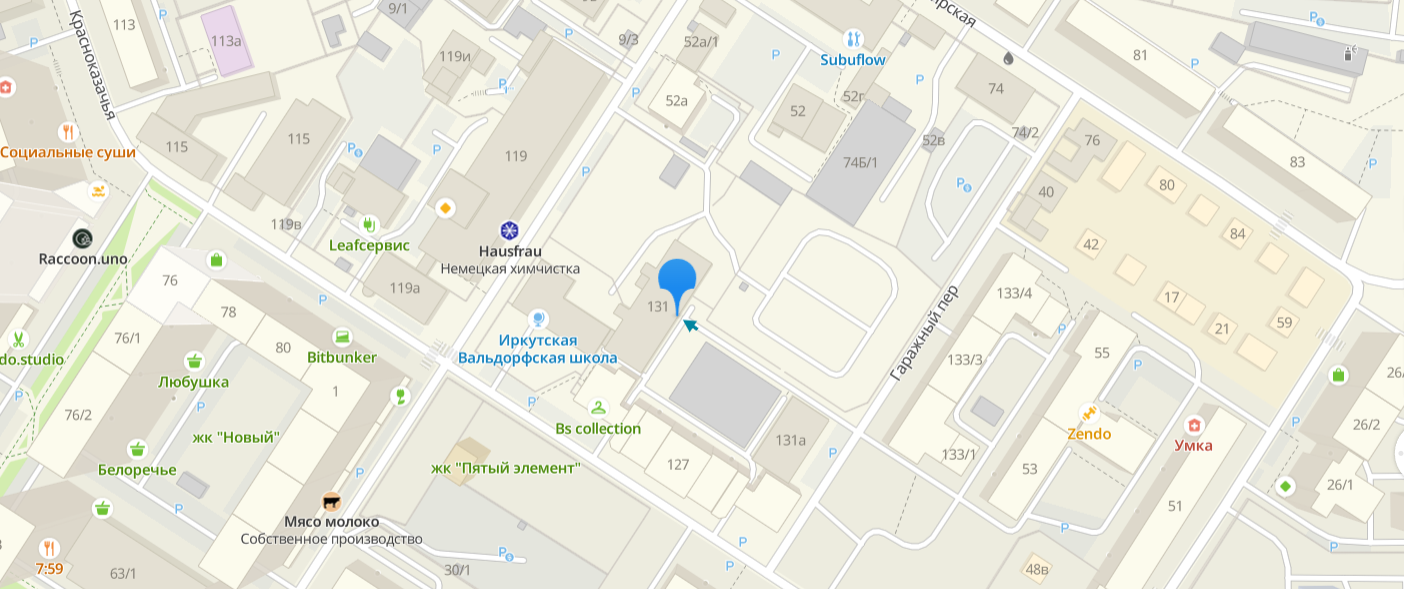 113
Красноказачья
113а
9/1
119и
9/3
52а/1
52а
Subuflow
52
52г
74Б/1
52в
74
74/2
76
81
83
80
40
42
84
17
21
59
115
115
119
119в
119а
Социальные суши
Raccoon.uno
Leafсервис
Hausfrau
Немецкая химчистка
131
Иркутская
Вальдорфская школа
Bs collection
131а
127
Гаражный пер
133/4
133/3
133/1
55
53
51
Zendo
Умка
26/2
26/1
48в
76
78
80
1
76/1
76/2
Bitbunker
Любушка
Белоречье
жк "Новый"
жк "Пятый элемент"
Мясо молоко
Собственное производство
7:59
63/1
30/1